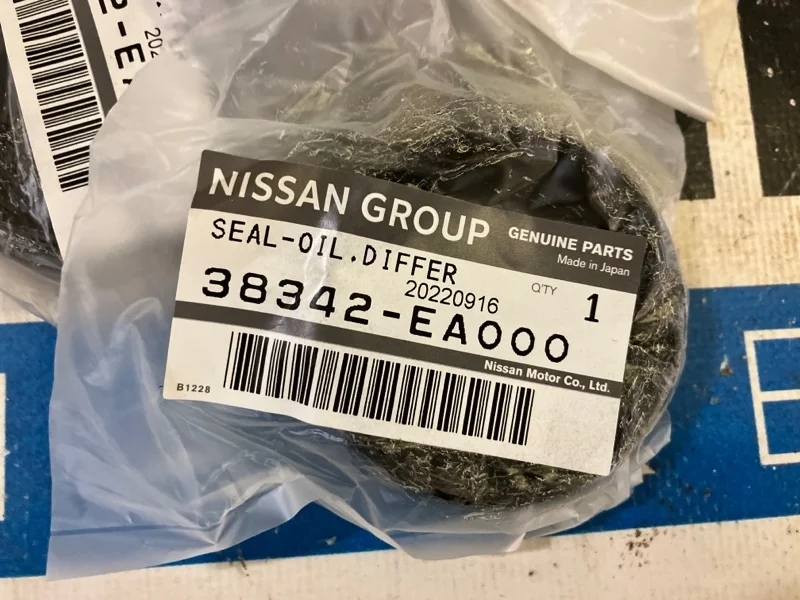 NISSAN GROUP GENUINE PARTS
Made in Japan
SEAL-OIL.DIFFER
20220916
Q'TY 1
38342-EA000
Nissan Motor Co., Ltd.
B1228
2-E